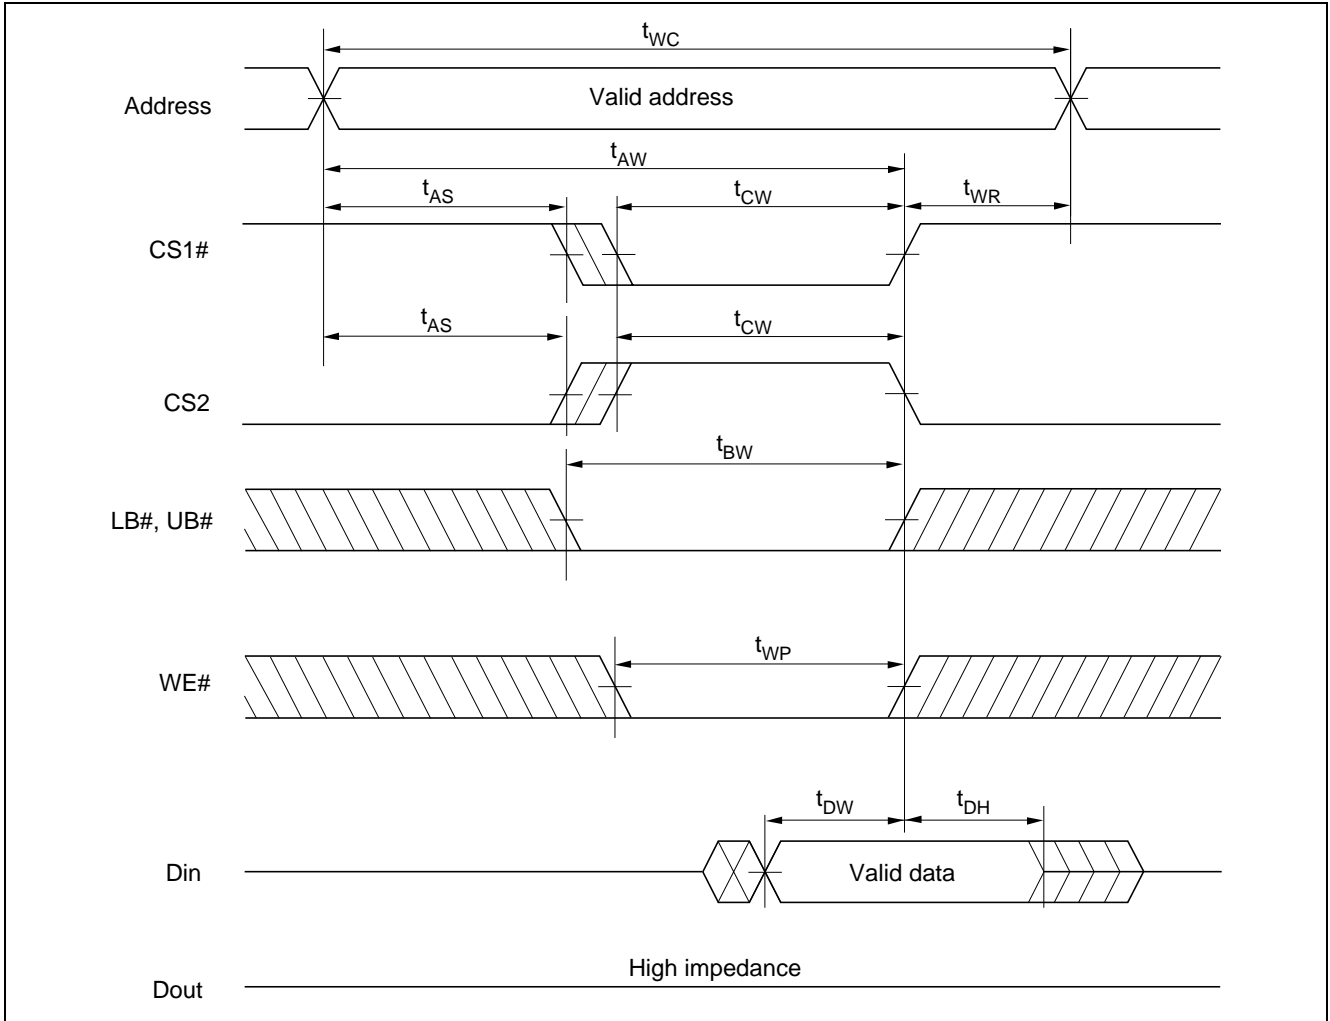 tWC
Address
Valid address
tAW
tAS
tCW
tWR
CS1#
tAS
tCW
CS2
tBW
LB#, UB#
tWP
WE#
tDW
tDH
Din
Valid data
High impedance
Dout